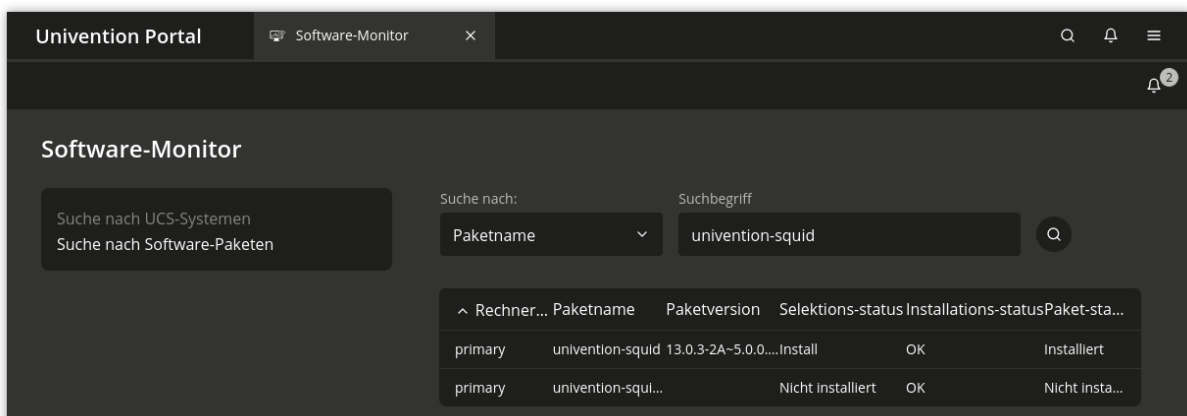 Univention Portal Software-Monitor
2
Software-Monitor
Suche nach UCS-Systemen
Suche nach Software-Paketen
Suche nach: Suchbegriff
Paketname univention-squid
Rechner... Paketname Paketversion Selektions-status Installations-status Paket-sta...
primary univention-squid 13.0.3-2A~5.0.0.... Install OK Installiert
primary univention-squi... Nicht installiert OK Nicht insta...